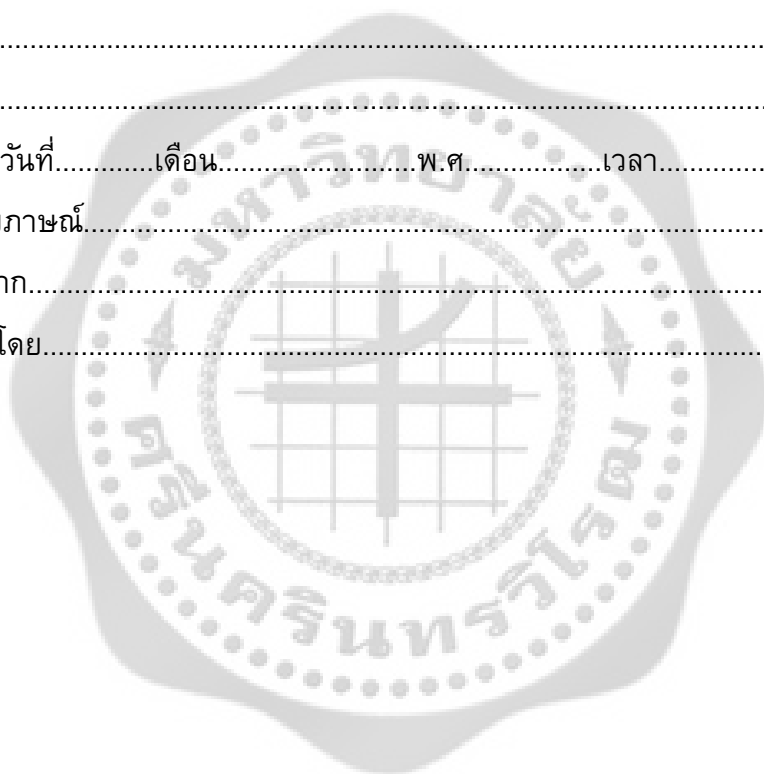 ................................................................................................
................................................................................................
วันที่.............เดือน..........................พ.ศ..................เวลา.............
ภาษณ์.........................................................................................
าก................................................................................................
โดย..............................................................................................
มหาวิทยาลัย
ศรีนครินทรวิโรฒ